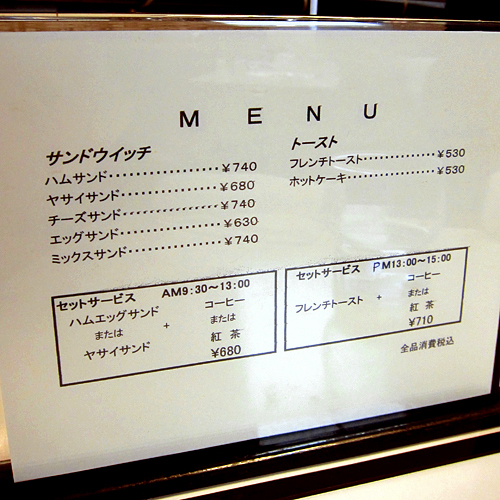 MENU
サンドウイッチ
ハムサンド・・・・・・・・・・・・・・・・¥740
ヤサイサンド・・・・・・・・・・・・・・¥680
チーズサンド・・・・・・・・・・・・・・¥740
エッグサンド・・・・・・・・・・・・・・¥630
ミックスサンド・・・・・・・・・・・・¥740
トースト
フレンチトースト・・・・・・・・・・・・¥530
ホットケーキ・・・・・・・・・・・・・・¥530
セットサービス AM9:30～13:00
ハムエッグサンド
または
ヤサイサンド
+
コーヒー
または
紅 茶
¥680
セットサービス PM13:00～15:00
フレンチトースト +
コーヒー
または
紅 茶
¥710
全品消費税込